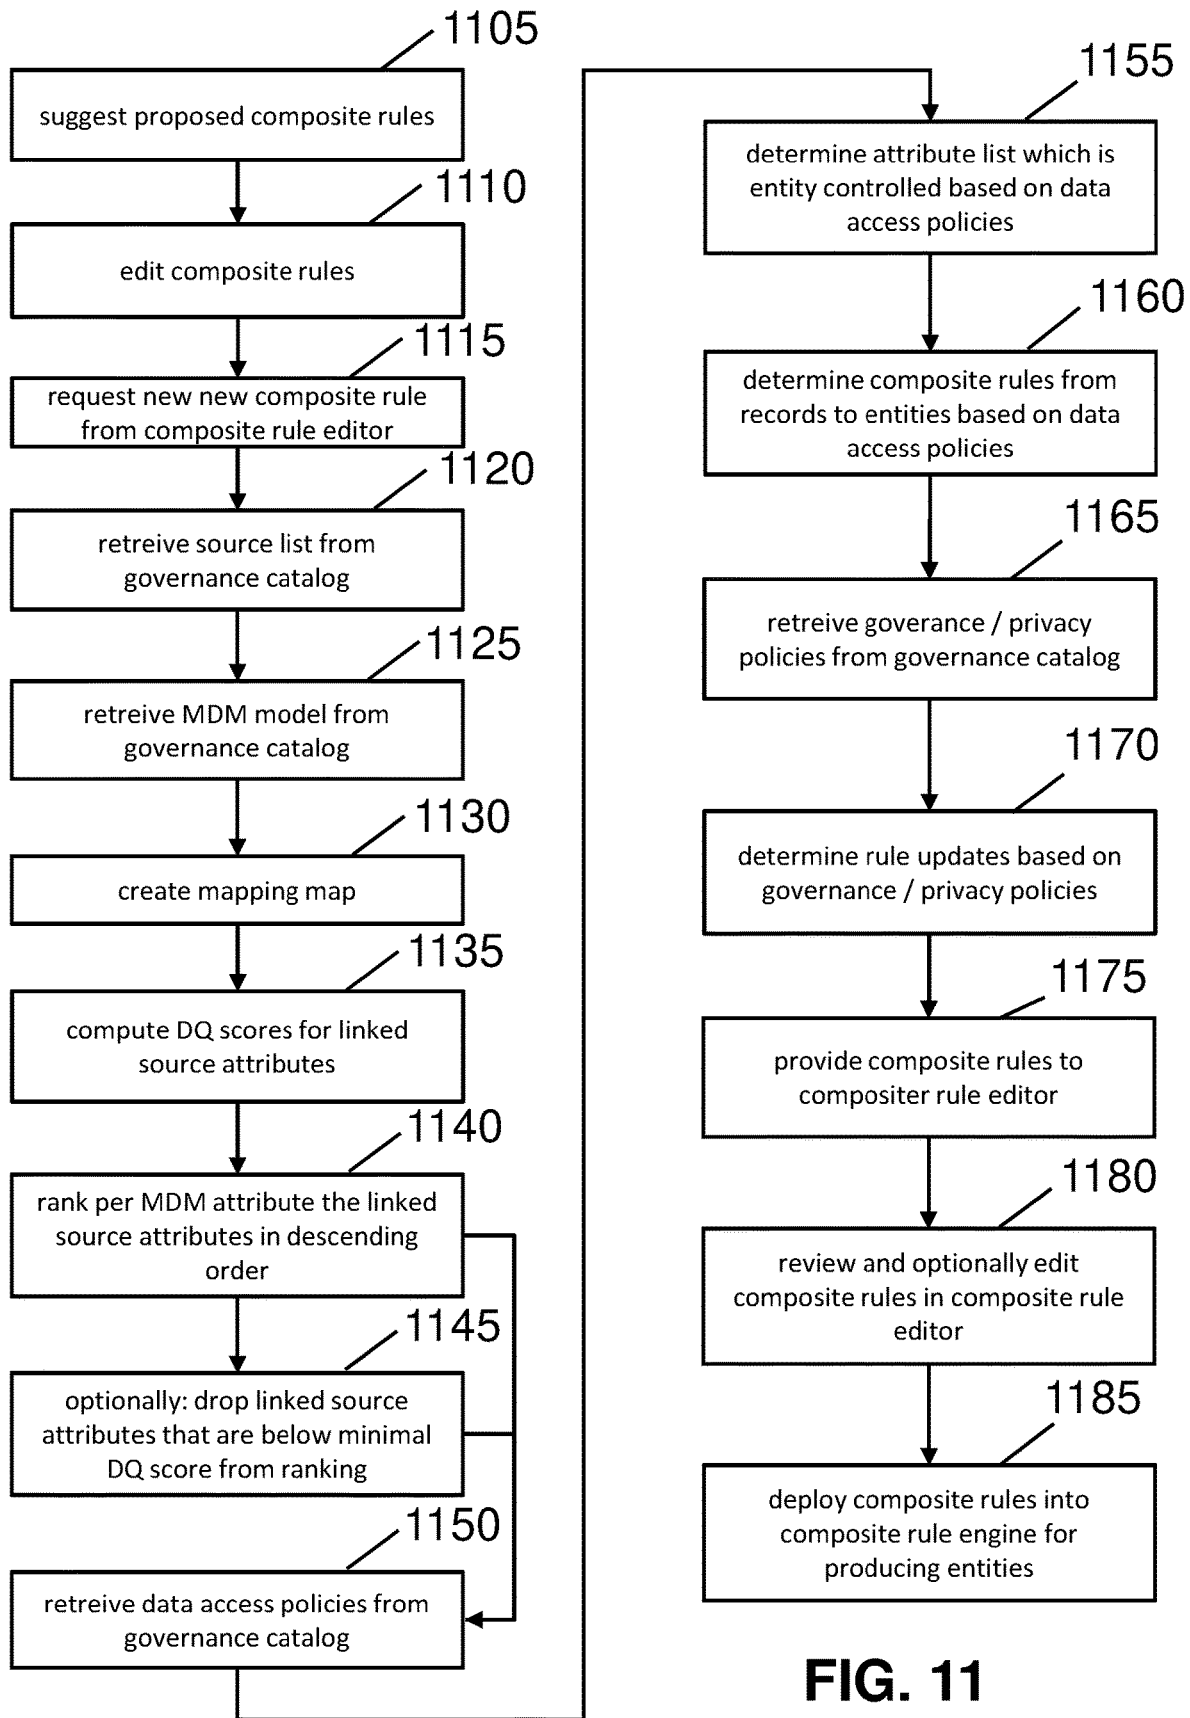 1105
suggest proposed composite rules
1110
edit composite rules
1115
request new new composite rule
from composite rule editor
1120
retreive source list from
governance catalog
1125
retreive MDM model from
governance catalog
1130
create mapping map
1135
compute DQ scores for linked
source attributes
1140
rank per MDM attribute the linked
source attributes in descending
order
1145
optionally: drop linked source
attributes that are below minimal
DQ score from ranking
1150
retreive data access policies from
governance catalog
1155
determine attribute list which is
entity controlled based on data
access policies
1160
determine composite rules from
records to entities based on data
access policies
1165
retreive goverance / privacy
policies from governance catalog
1170
determine rule updates based on
governance / privacy policies
1175
provide composite rules to
compositer rule editor
1180
review and optionally edit
composite rules in composite rule
editor
1185
deploy composite rules into
composite rule engine for
producing entities
FIG. 11